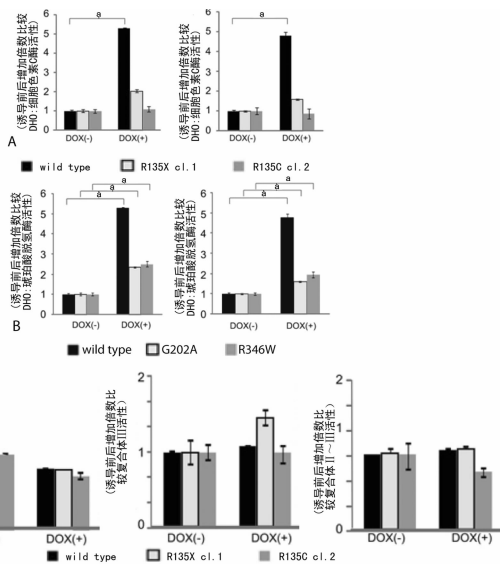 (诱导前后增加倍数比较
DHO:细胞色素C酶活性)
6
5
4
3
2
1
0
a
DOX(-) DOX(+)
(诱导前后增加倍数比较
DHO:细胞色素C酶活性)
6
5
4
3
2
1
0
a
DOX(-) DOX(+)
A
wild type R135X cl.1 R135C cl.2
(诱导前后增加倍数比较
DHO:琥珀酸脱氢酶活性)
6
5
4
3
2
1
0
a
a
a
DOX(-) DOX(+)
(诱导前后增加倍数比较
DHO:琥珀酸脱氢酶活性)
6
5
4
3
2
1
0
a
a
a
DOX(-) DOX(+)
B
wild type G202A R346W
DOX(+)
(诱导前后增加倍数比
较复合体III活性)
2
1
0
DOX(-) DOX(+)
(诱导前后增加倍数比
较复合体II~III活性)
2
1
0
DOX(-) DOX(+)
wild type R135X cl.1 R135C cl.2